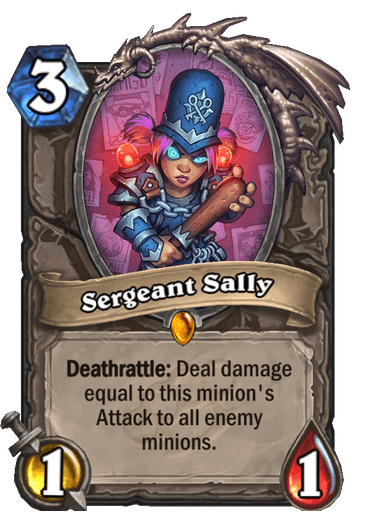 3
Sergeant Sally
Deathrattle: Deal damage
equal to this minion's
Attack to all enemy
minions.
1
1